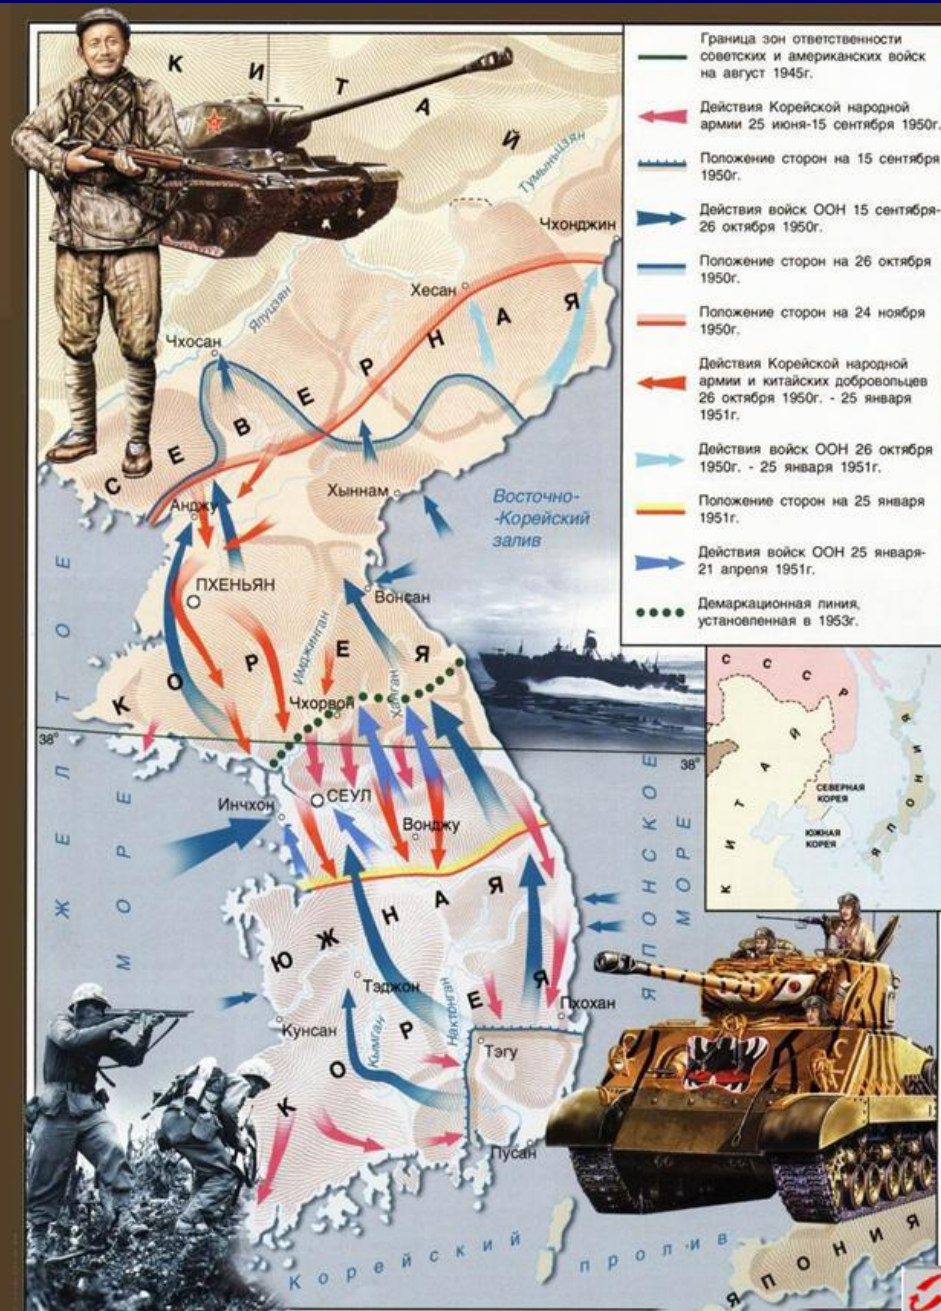 Граница зон ответственности
советских и американских войск
на август 1945г.
Действия Корейской народной
армии 25 июня-15 сентября 1950г.
Положение сторон на 15 сентября
1950г.
Действия войск ООН 15 сентября-
26 октября 1950г.
Положение сторон на 26 октября
1950г.
Положение сторон на 24 ноября
1950г.
Действия Корейской народной
армии и китайских добровольцев
26 октября 1950г. - 25 января
1951г.
Действия войск ООН 26 октября
1950г. - 25 января 1951г.
Положение сторон на 25 января
1951г.
Действия войск ООН 25 января-
21 апреля 1951г.
Демаркационная линия,
установленная в 1953г.
КИТАЙ
Тумыньцзян
Чхонджин
Хесан
Ялуцзян
Чхосан
СЕВЕРНАЯ
Хыннам
Анджу
Восточно-
-Корейский
залив
ПХЕНЬЯН
Вонсан
Имджинган
КОРЕЯ
Чхорвон
Ханган
38°
38°
СЕУЛ
Инчхон
Вонджу
ЖЕЛТОЕ
МОРЕ
ЯПОНСКОЕ
МОРЕ
ЮЖНАЯ
Тэджон
Нактонган
Пхохан
Кунсан
Кымган
Тэгу
КОРЕЯ
Пусан
Корейский пролив
ЯПОНИЯ
СССР
КИТАЙ
СЕВЕРНАЯ
КОРЕЯ
ЮЖНАЯ
КОРЕЯ
ЯПОНИЯ